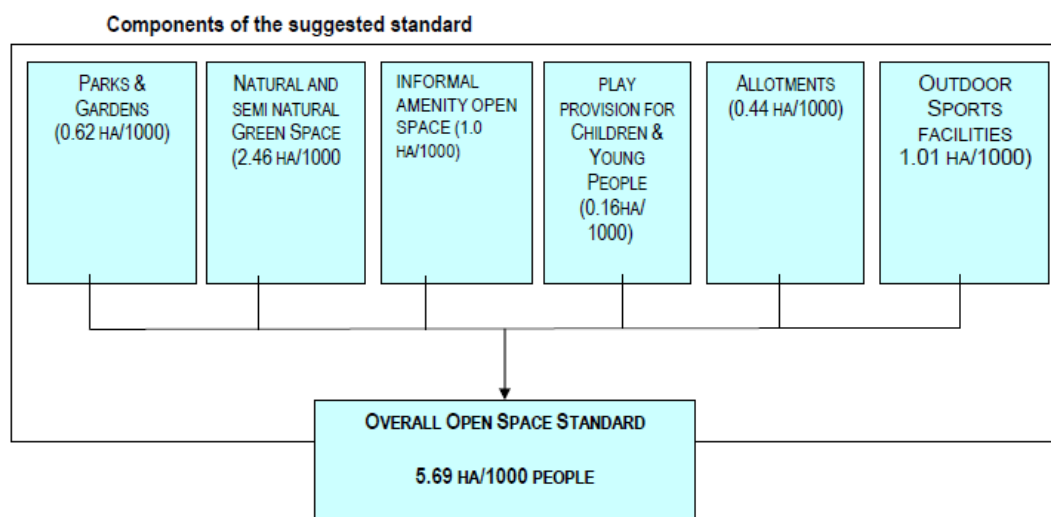 Components of the suggested standard
PARKS &
GARDENS
(0.62 HA/1000)
NATURAL AND
SEMI NATURAL
GREEN SPACE
(2.46 HA/1000
INFORMAL
AMENITY OPEN
SPACE (1.0
HA/1000)
PLAY
PROVISION FOR
CHILDREN &
YOUNG
PEOPLE
(0.16HA/
1000)
ALLOTMENTS
(0.44 HA/1000)
OUTDOOR
SPORTS
FACILITIES
1.01 HA/1000)
OVERALL OPEN SPACE STANDARD
5.69 HA/1000 PEOPLE